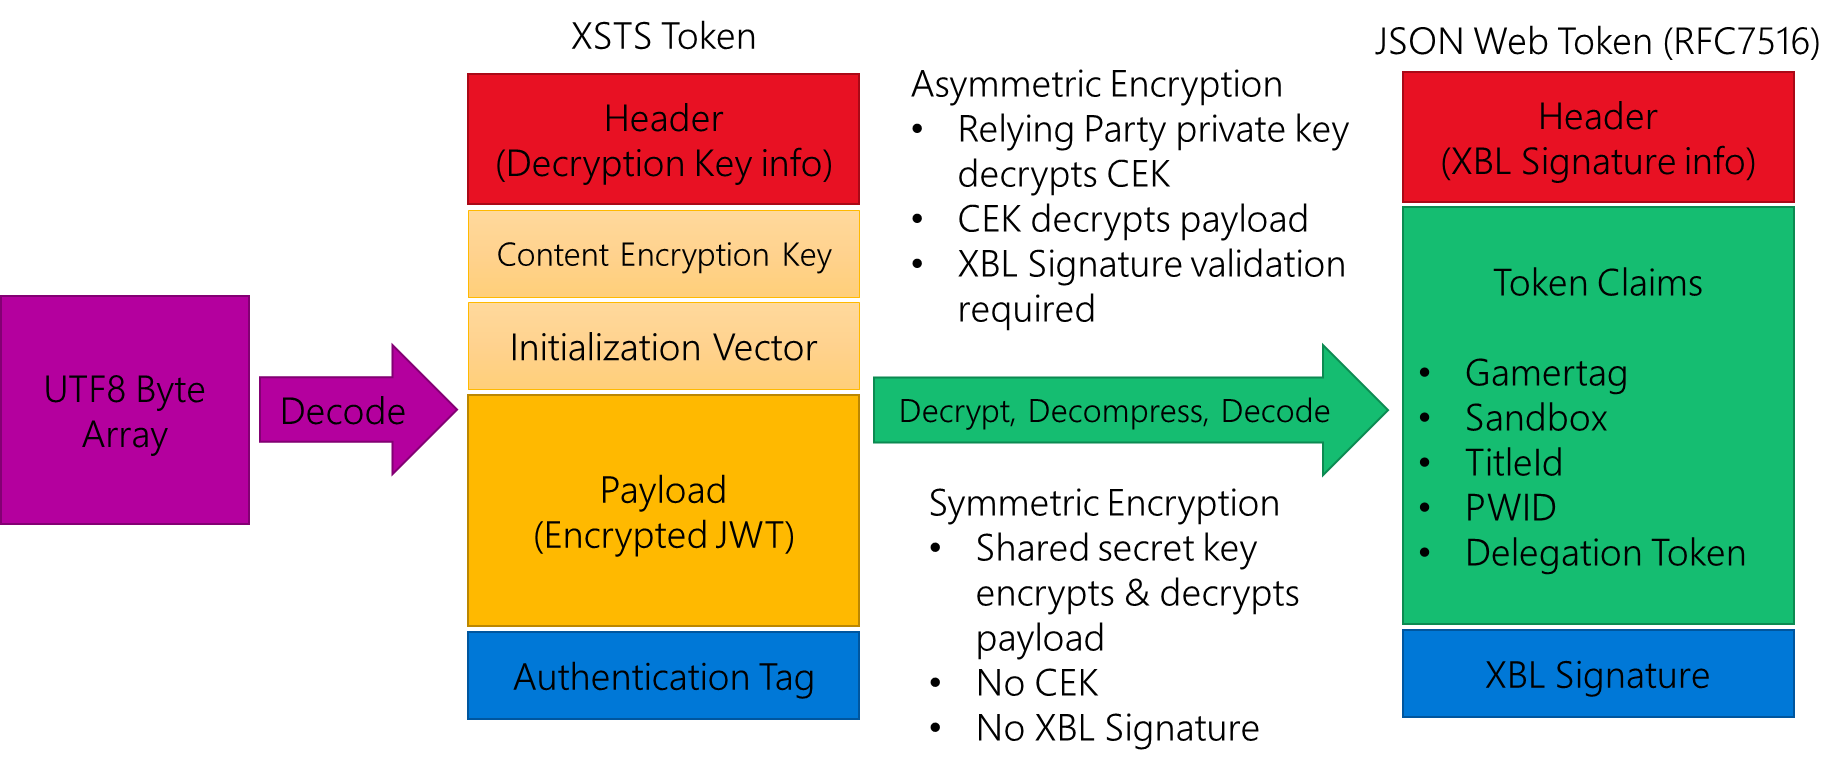 XSTS Token
JSON Web Token (RFC7516)
Header
(Decryption Key info)
Content Encryption Key
Initialization Vector
Payload
(Encrypted JWT)
Authentication Tag
UTF8 Byte
Array
Decode
Asymmetric Encryption
• Relying Party private key
decrypts CEK
• CEK decrypts payload
• XBL Signature validation
required
Decrypt, Decompress, Decode
Symmetric Encryption
• Shared secret key
encrypts & decrypts
payload
• No CEK
• No XBL Signature
Header
(XBL Signature info)
Token Claims
• Gamertag
• Sandbox
• TitleId
• PWID
• Delegation Token
XBL Signature